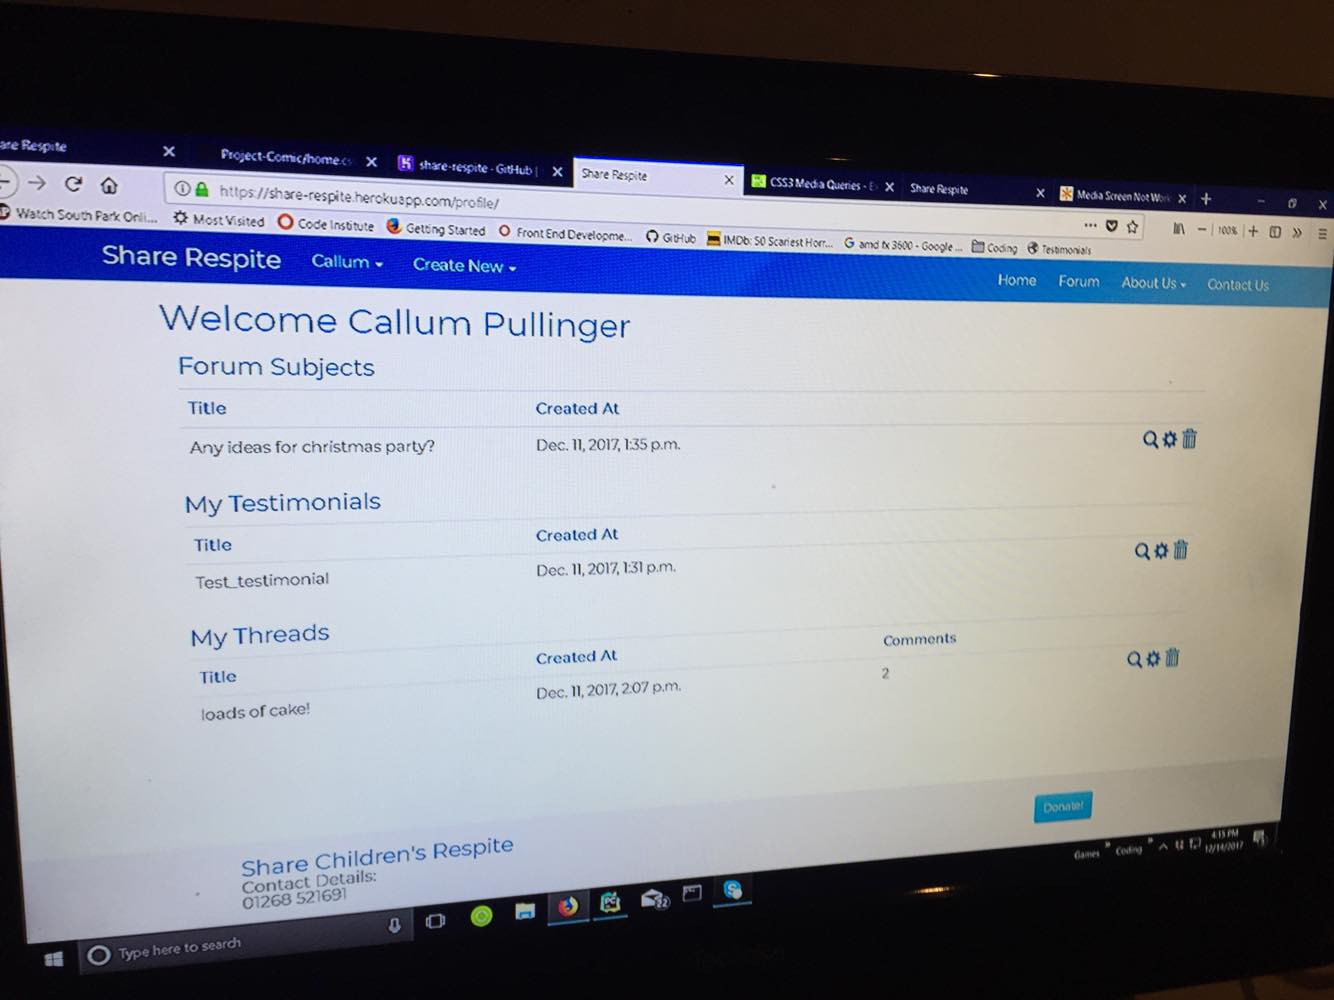 are Respite
Project-Comic/home.cs
share-respite - GitHub |
Share Respite
CSS3 Media Queries - E
Share Respite
Media Screen Not Work
https://share-respite.herokuapp.com/profile/
100%
Watch South Park Onli...
Most Visited
Code Institute
Getting Started
Front End Developme...
GitHub
IMDb: 50 Scariest Horr...
amd fx 3600 - Google ...
Coding
Testimonials
Share Respite
Callum
Create New
Home
Forum
About Us
Contact Us
Welcome Callum Pullinger
Forum Subjects
Title Created At
Any ideas for christmas party? Dec. 11, 2017, 1:35 p.m.
My Testimonials
Title Created At
Test_testimonial Dec. 11, 2017, 1:31 p.m.
My Threads
Title Created At Comments
loads of cake! Dec. 11, 2017, 2:07 p.m. 2
Donate!
Share Children's Respite
Contact Details:
01268 521691
Games
Coding
4:15 PM
12/14/2017
Type here to search
PC
22